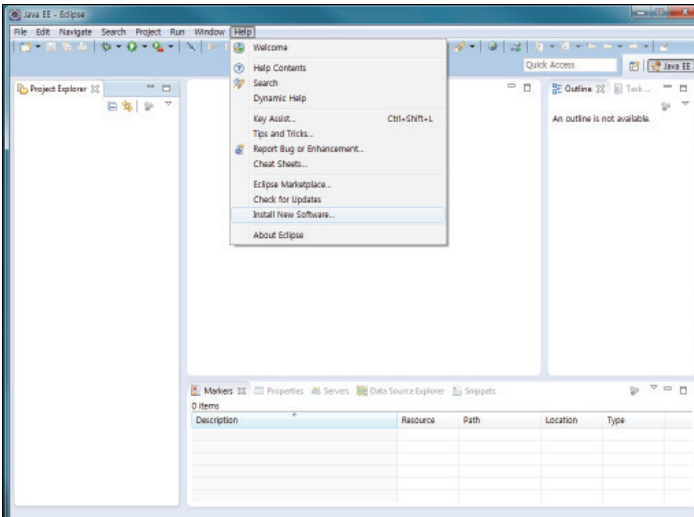 Java EE - Eclipse
File Edit Navigate Search Project Run Window Help
Welcome
Help Contents
Search
Dynamic Help
Key Assist... Ctrl+Shift+L
Tips and Tricks...
Report Bug or Enhancement...
Cheat Sheets...
Eclipse Marketplace...
Check for Updates
Install New Software...
About Eclipse
Quick Access Java EE
Project Explorer
Outline Task...
An outline is not available.
Markers Properties Servers Data Source Explorer Snippets
0 items
Description Resource Path Location Type